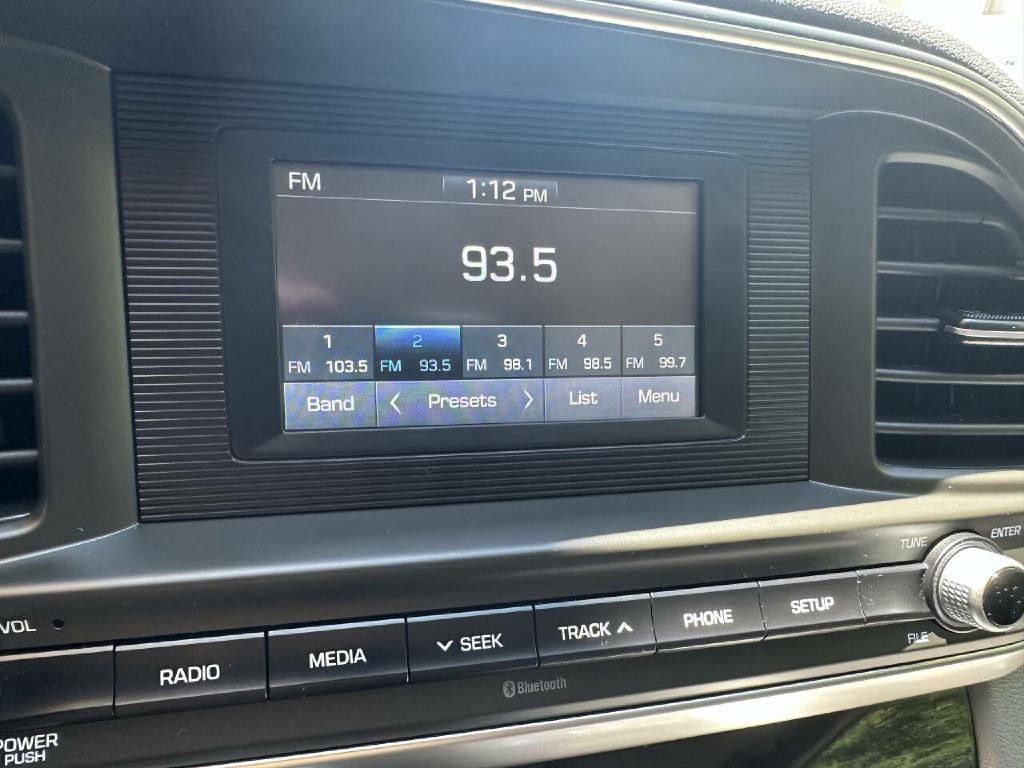 FM 1:12 PM
93.5
1 2 3 4 5
FM 103.5 FM 93.5 FM 98.1 FM 98.5 FM 99.7
Band < Presets > List Menu
TUNE ENTER
VOL
RADIO MEDIA SEEK TRACK PHONE SETUP
FILE
Bluetooth
POWER
PUSH